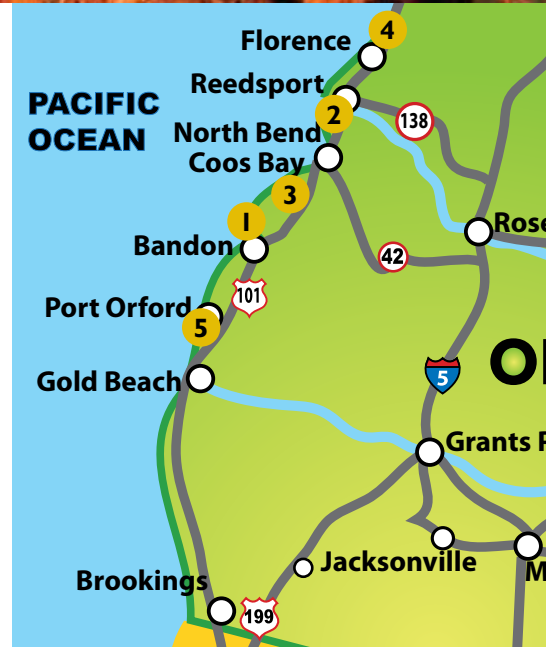 4
Florence
Reedsport
PACIFIC
OCEAN
2
138
North Bend
Coos Bay
3
1
Rose
Bandon
42
101
Port Orford
5
O
5
Gold Beach
Grants P
Jacksonville
M
Brookings
199